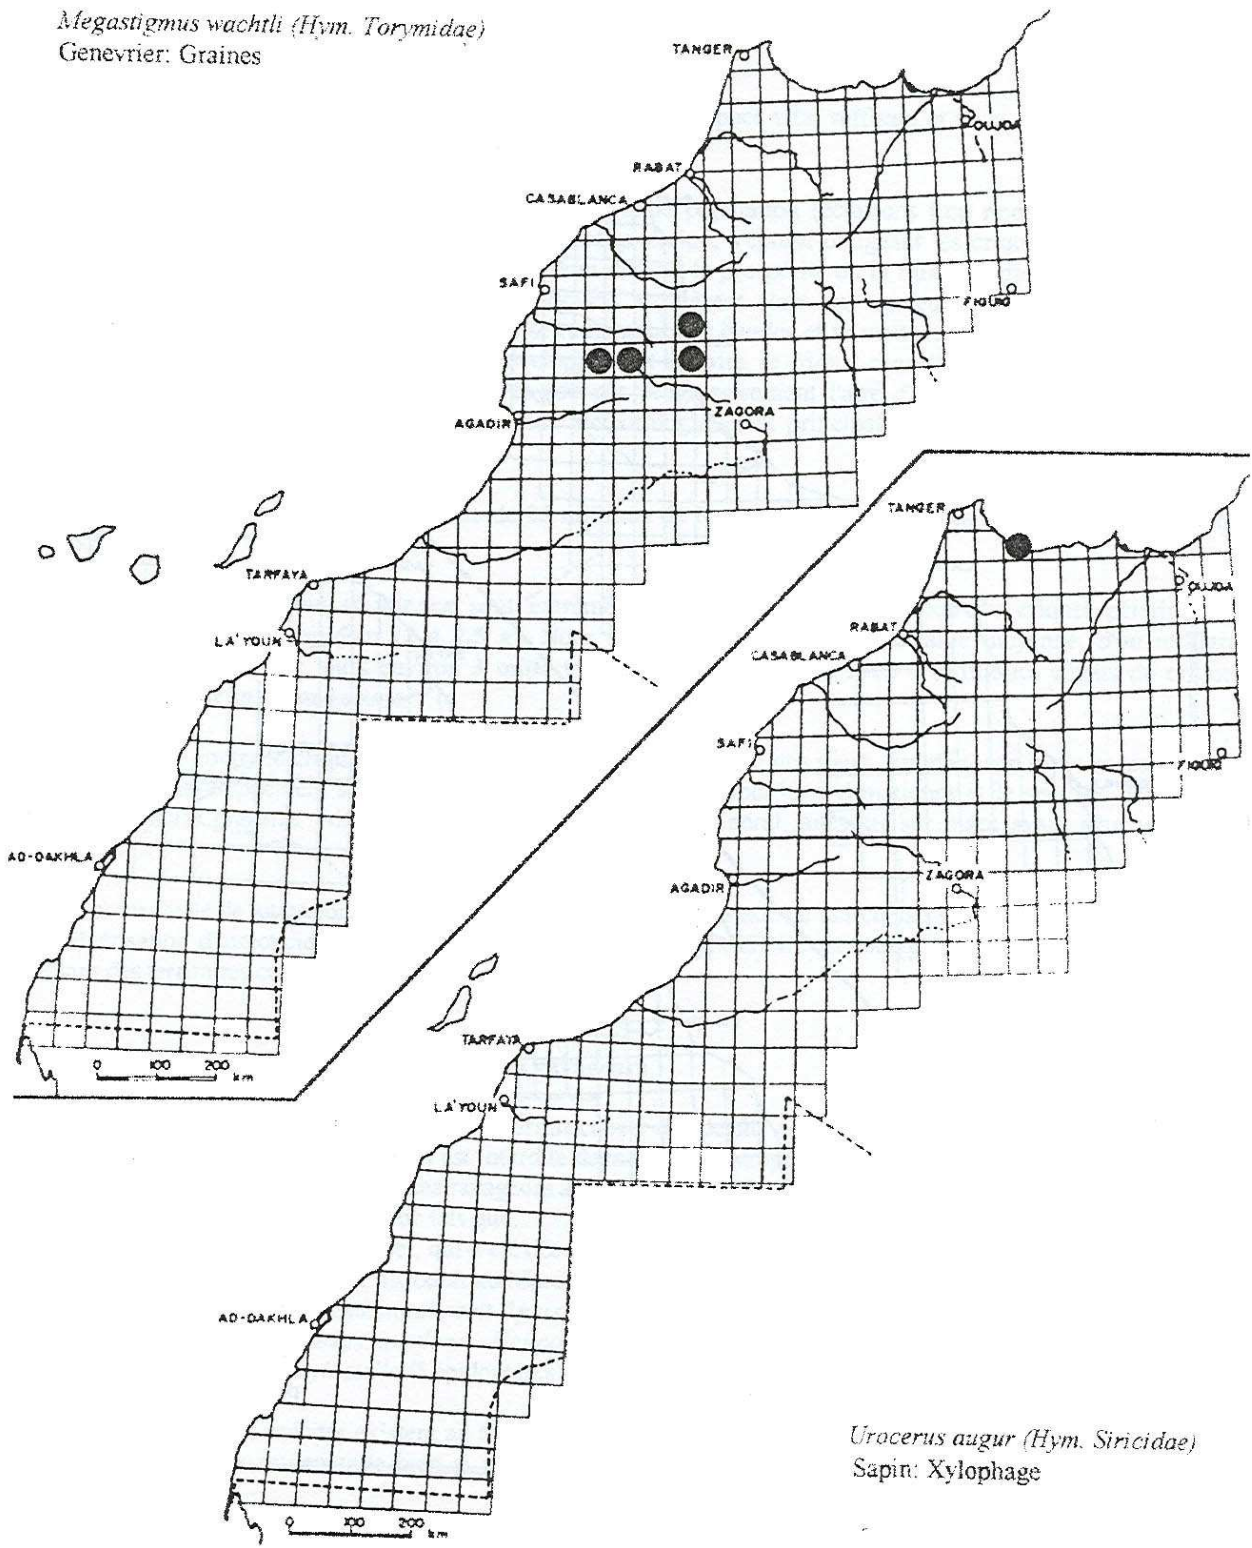 Megastigmus wachtli (Hym. Torymidae)
Genevrier: Graines
TANGER
OUJDA
RABAT
CASABLANCA
SAFI
FIGUIG
ZAGORA
AGADIR
TARFAYA
LA'YOUN
AD-DAKHLA
0 100 200 km
TANGER
OUJDA
RABAT
CASABLANCA
SAFI
FIGUIG
ZAGORA
AGADIR
TARFAYA
LA'YOUN
AD-DAKHLA
0 100 200 km
Urocerus augur (Hym. Siricidae)
Sapin: Xylophage